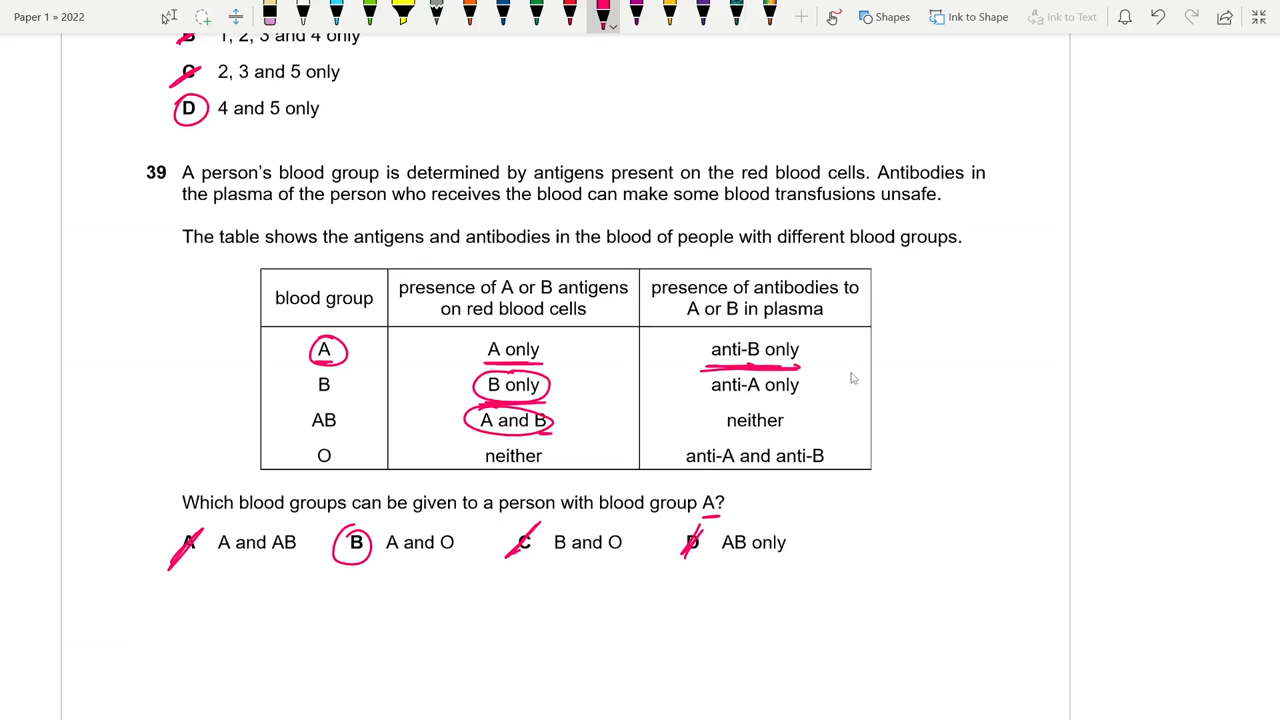 Paper 1 » 2022
Shapes
Ink to Shape
Ink to Text
B 1, 2, 3 and 4 only
C 2, 3 and 5 only
D 4 and 5 only
39 A person's blood group is determined by antigens present on the red blood cells. Antibodies in
the plasma of the person who receives the blood can make some blood transfusions unsafe.
The table shows the antigens and antibodies in the blood of people with different blood groups.
blood group
presence of A or B antigens
on red blood cells
presence of antibodies to
A or B in plasma
A A only anti-B only
B B only anti-A only
AB A and B neither
O neither anti-A and anti-B
Which blood groups can be given to a person with blood group A?
A A and AB B A and O C B and O D AB only